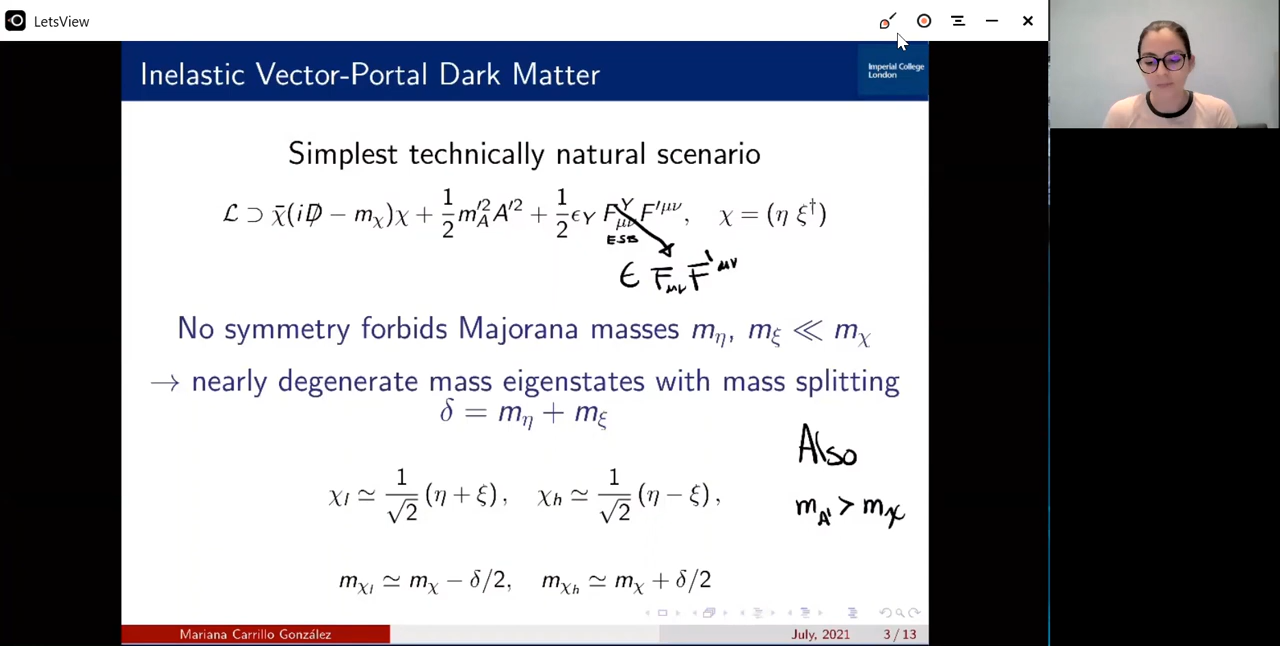 LetsView
Inelastic Vector-Portal Dark Matter
Imperial College
London
Simplest technically natural scenario
ℒ ⊃ χ̄(iD̸ − m_χ)χ + 1/2 m'²_A A'² + 1/2 ϵ_Y F^Y_μν F'^μν, χ = (η ξ†)
ESB
ϵ F_μν F'^μν
No symmetry forbids Majorana masses m_η, m_ξ ≪ m_χ
→ nearly degenerate mass eigenstates with mass splitting
δ = m_η + m_ξ
Also
χ_l ≃ 1/√2 (η + ξ), χ_h ≃ 1/√2 (η − ξ),
m_A' > m_χ
m_χ_l ≃ m_χ − δ/2, m_χ_h ≃ m_χ + δ/2
Mariana Carrillo González July, 2021 3 / 13